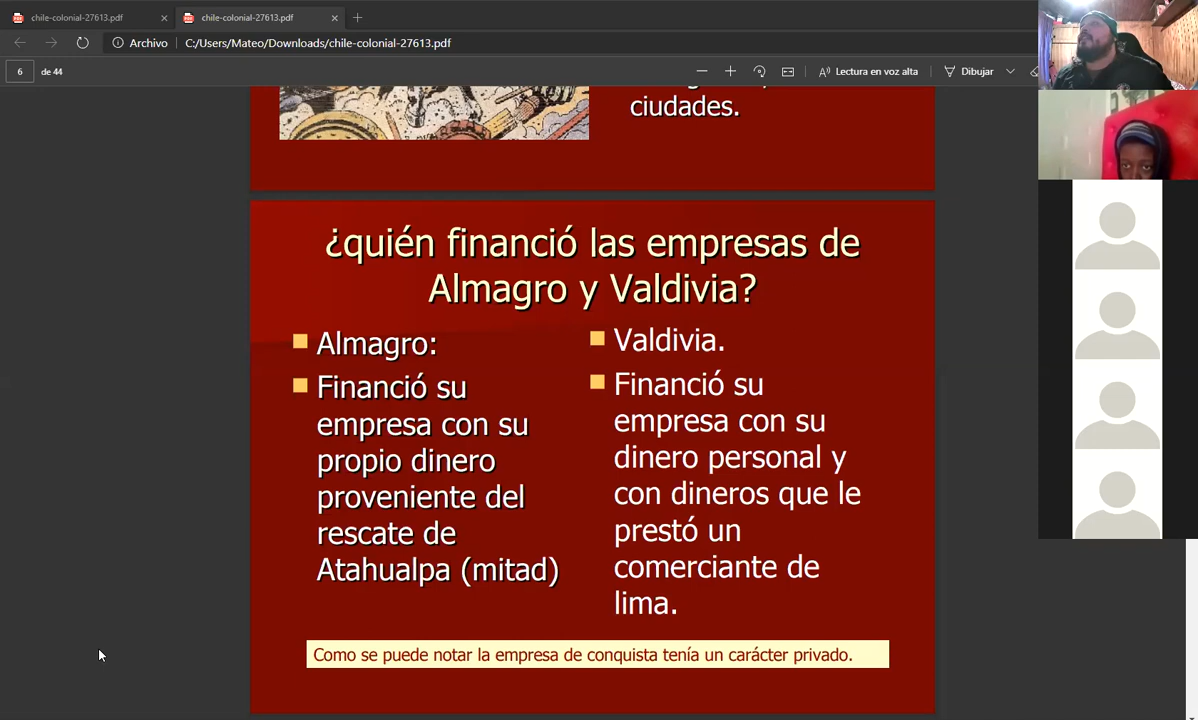 chile-colonial-27613.pdf
chile-colonial-27613.pdf
Archivo C:/Users/Mateo/Downloads/chile-colonial-27613.pdf
6 de 44
Lectura en voz alta
Dibujar
ciudades.
¿quién financió las empresas de
Almagro y Valdivia?
Almagro:
Financió su
empresa con su
propio dinero
proveniente del
rescate de
Atahualpa (mitad)
Valdivia.
Financió su
empresa con su
dinero personal y
con dineros que le
prestó un
comerciante de
lima.
Como se puede notar la empresa de conquista tenía un carácter privado.